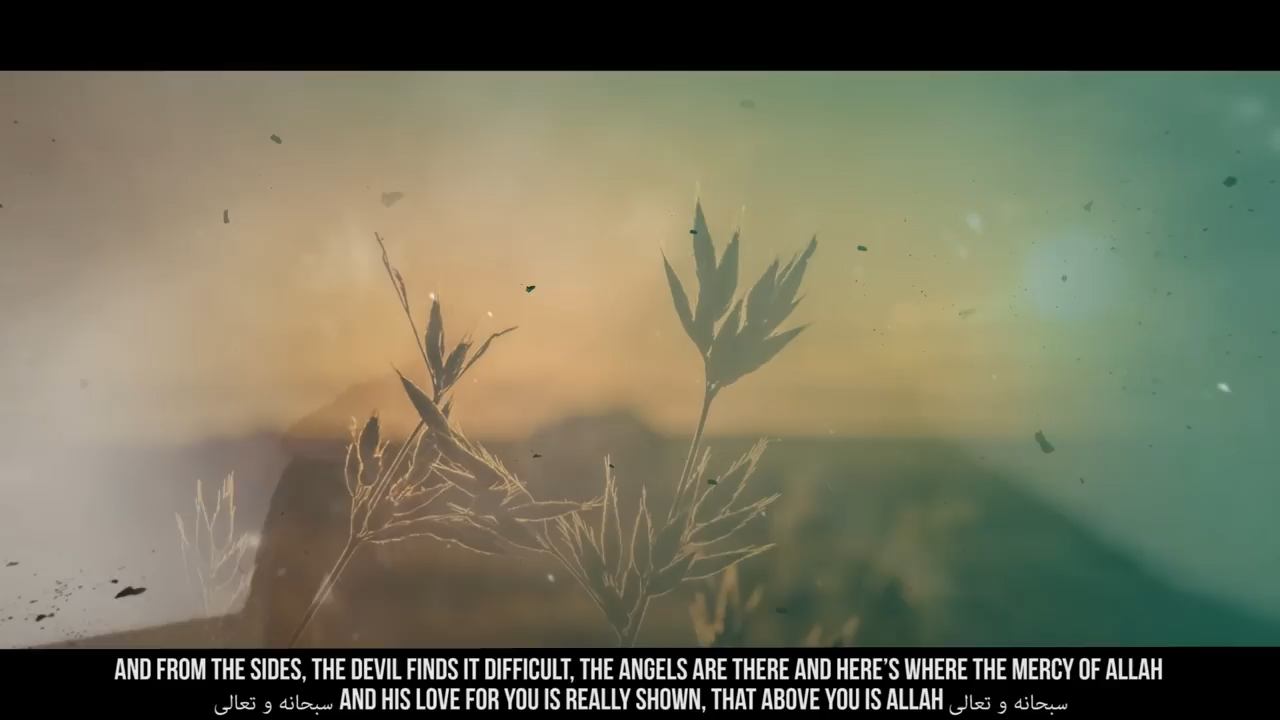 AND FROM THE SIDES, THE DEVIL FINDS IT DIFFICULT, THE ANGELS ARE THERE AND HERE'S WHERE THE MERCY OF ALLAH
سبحانه و تعالى AND HIS LOVE FOR YOU IS REALLY SHOWN, THAT ABOVE YOU IS ALLAH سبحانه و تعالى